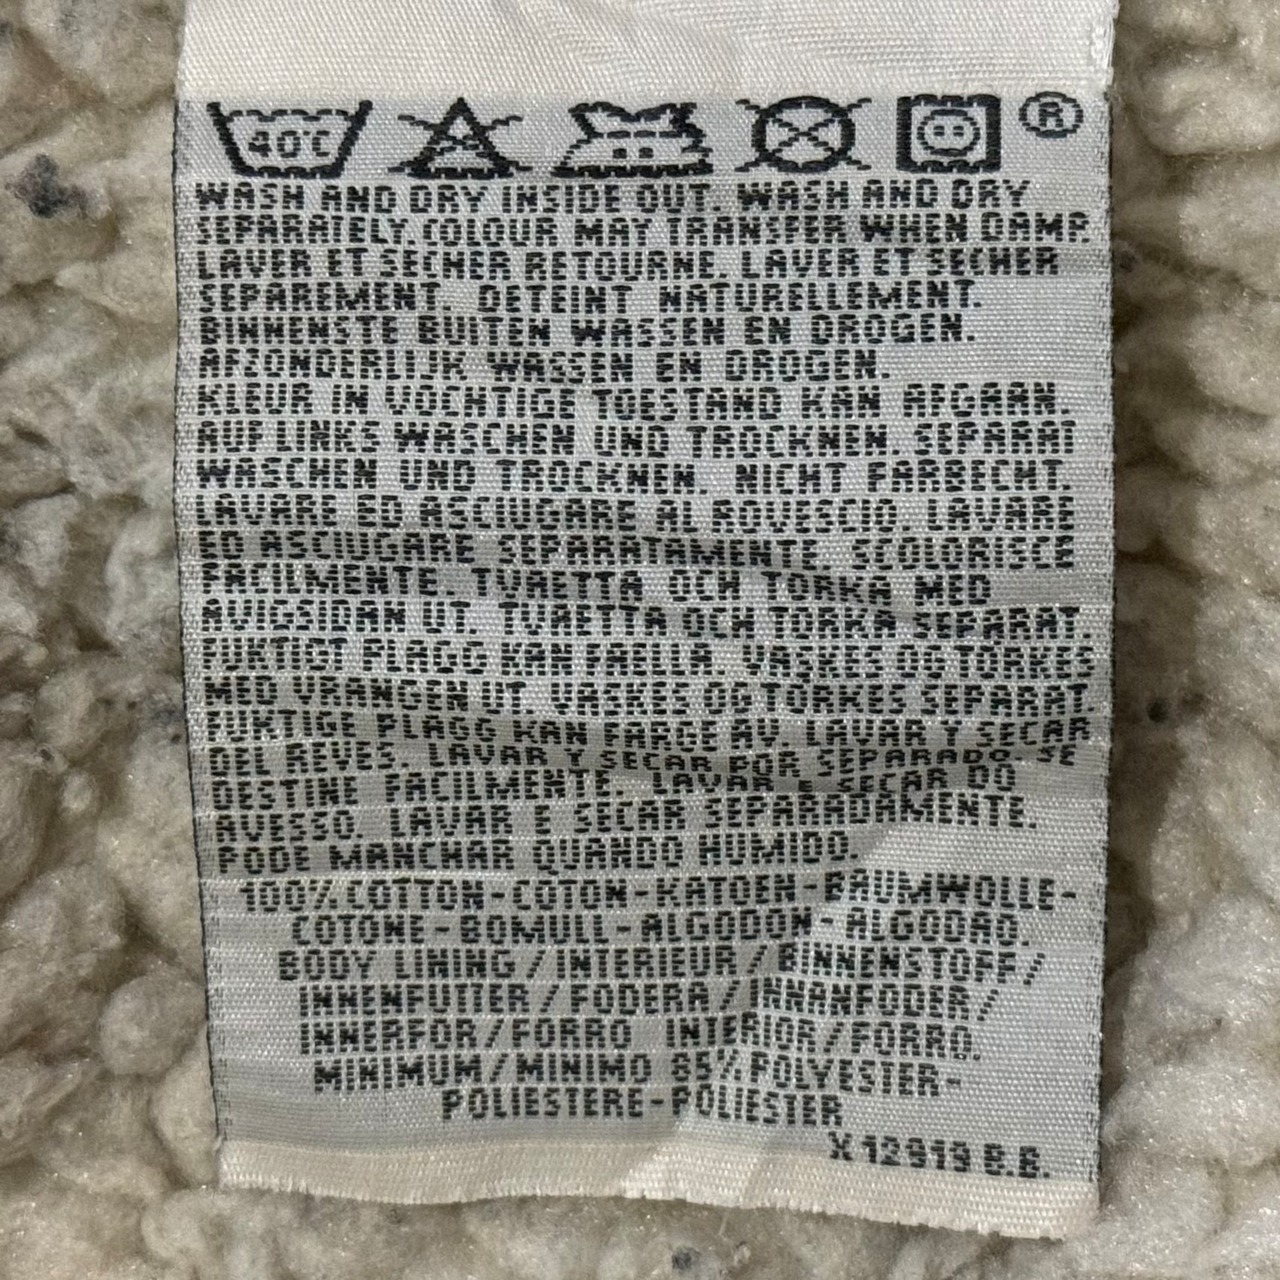 40°C
®
WASH AND DRY INSIDE OUT. WASH AND DRY
SEPARATELY. COLOUR MAY TRANSFER WHEN DAMP.
LAVER ET SECHER RETOURNE. LAVER ET SECHER
SEPAREMENT. DETEINT NATURELLEMENT.
BINNENSTE BUITEN WASSEN EN DROGEN.
AFZONDERLIJK WASSEN EN DROGEN.
KLEUR IN VOCHTIGE TOESTAND KAN AFGAAN.
AUF LINKS WASCHEN UND TROCKNEN. SEPARAT
WASCHEN UND TROCKNEN. NICHT FARBECHT.
LAVARE ED ASCIUGARE AL ROVESCIO. LAVARE
ED ASCIUGARE SEPARATAMENTE. SCOLORISCE
FACILMENTE. TVAETTA OCH TORKA MED
AVIGSIDAN UT. TVAETTA OCH TORKA SEPARAT.
FUKTIGT PLAGG KAN FAELLA. VASKES OG TORKES
MED VRANGEN UT. VASKES OG TORKES SEPARAT.
FUKTIGE PLAGG KAN FARGE AV. LAVAR Y SECAR
DEL REVES. LAVAR Y SECAR POR SEPARADO. SE
DESTINE FACILMENTE. LAVAR E SECAR DO
AVESSO. LAVAR E SECAR SEPARADAMENTE.
PODE MANCHAR QUANDO HUMIDO.
100% COTTON-COTON-KATOEN-BAUMWOLLE-
COTONE-BOMULL-ALGODON-ALGODAO.
BODY LINING/INTERIEUR/BINNENSTOFF/
INNENFUTTER/FODERA/INNANFODER/
INNERFOR/FORRO INTERIOR/FORRO.
MINIMUM/MINIMO 85% POLYESTER-
POLIESTERE-POLIESTER
X12919 B.B.